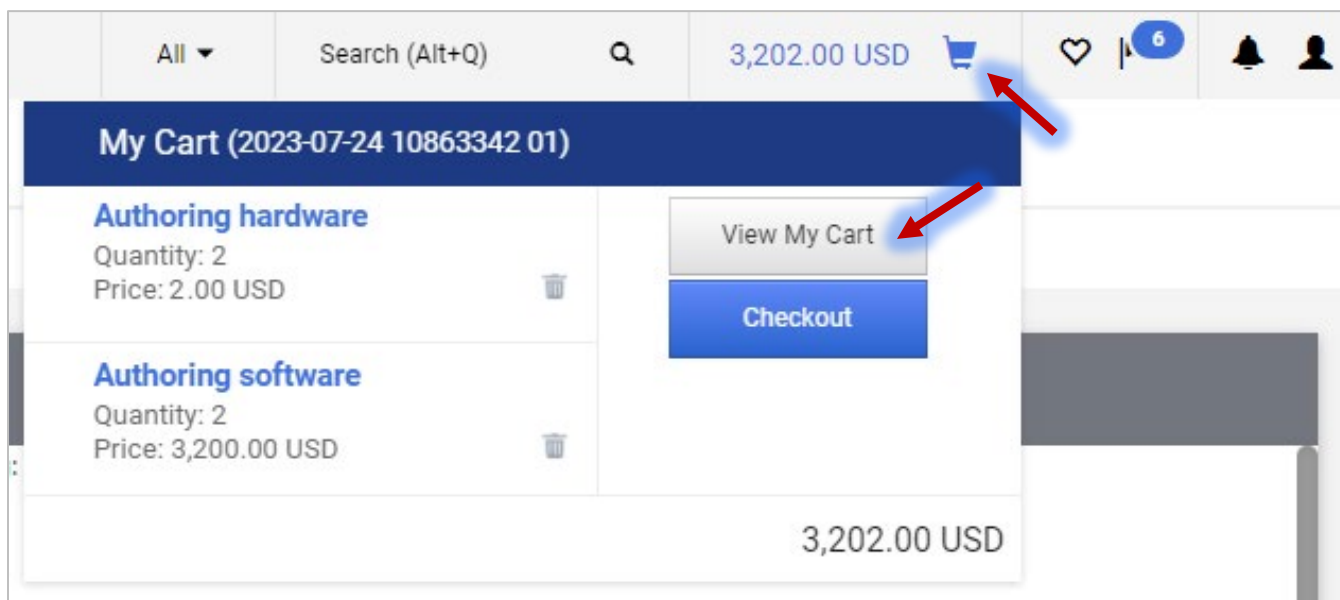 All Search (Alt+Q) 3,202.00 USD 6
My Cart (2023-07-24 10863342 01)
Authoring hardware
Quantity: 2
Price: 2.00 USD
View My Cart
Checkout
Authoring software
Quantity: 2
Price: 3,200.00 USD
:
3,202.00 USD